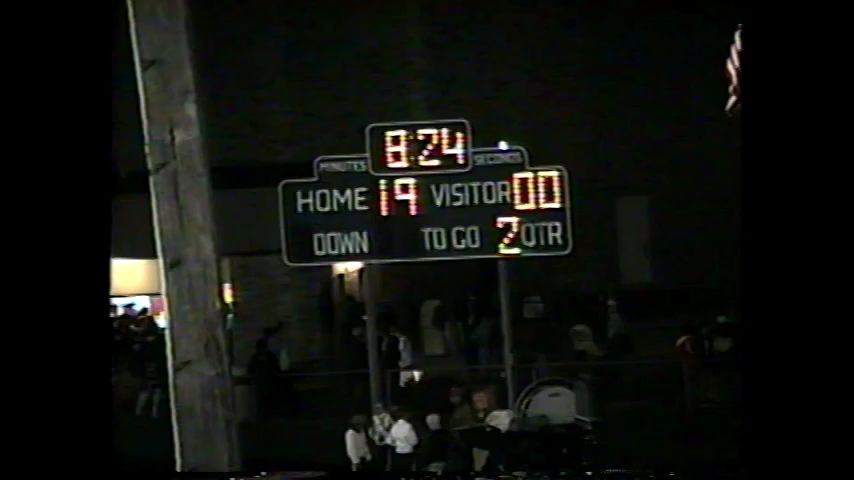 8:24
MINUTES SECONDS
HOME 19 VISITOR 00
DOWN TO GO 2 QTR